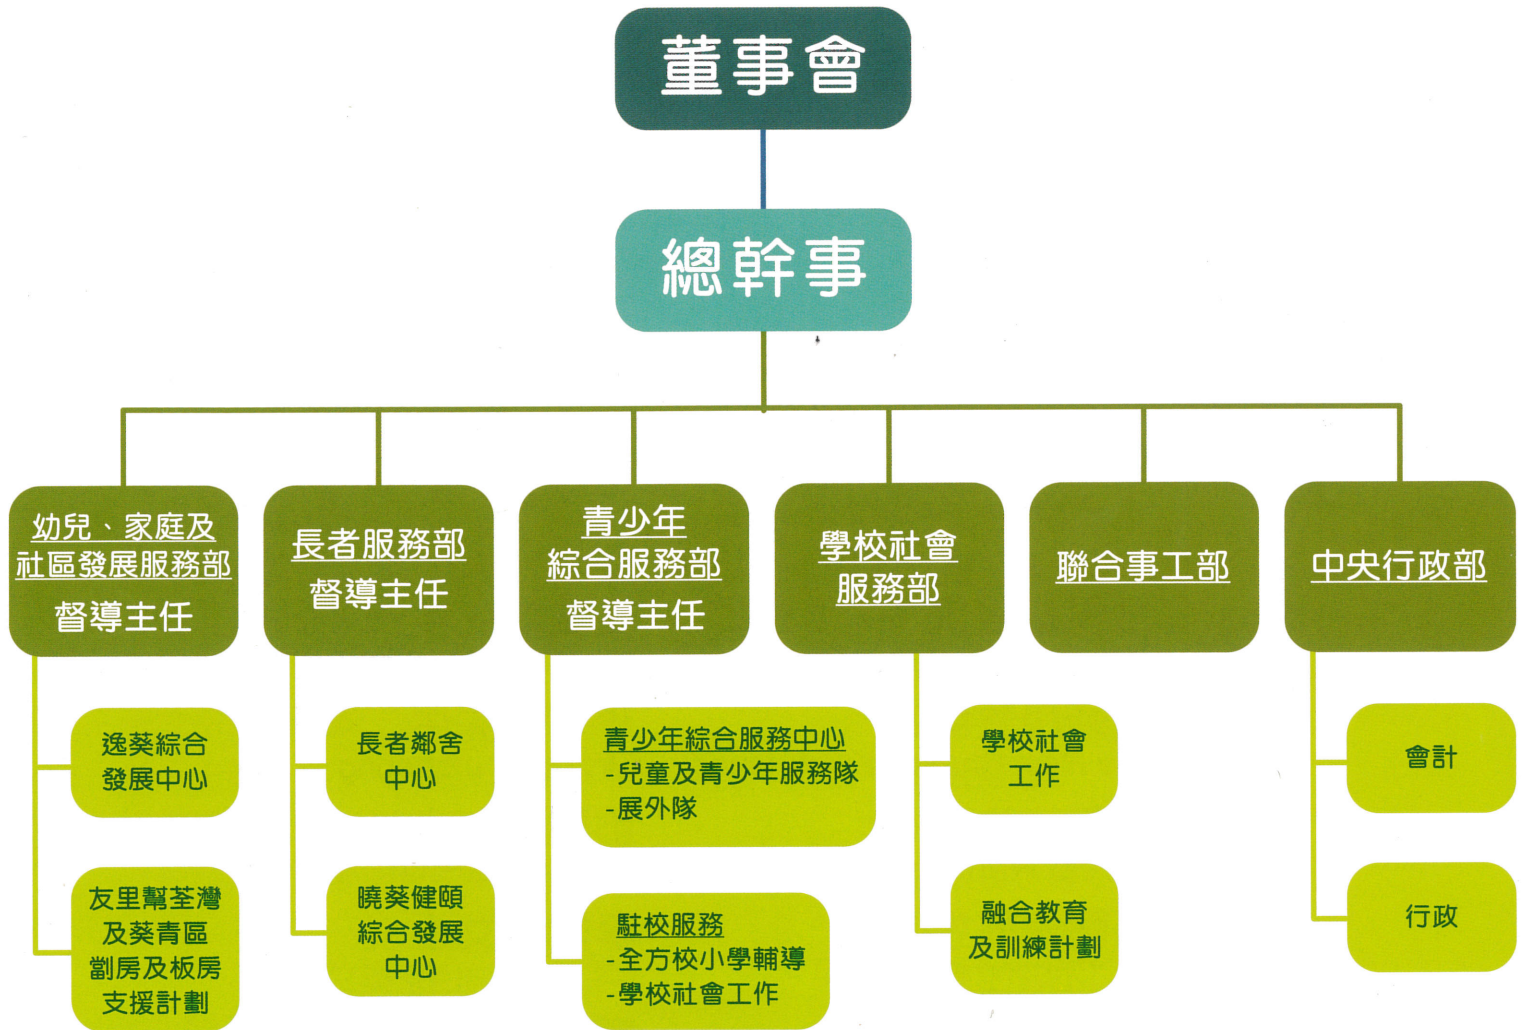 董事會
總幹事
幼兒、家庭及
社區發展服務部
督導主任
長者服務部
督導主任
青少年
綜合服務部
督導主任
學校社會
服務部
聯合事工部
中央行政部
逸葵綜合
發展中心
友里幫荃灣
及葵青區
劏房及板房
支援計劃
長者鄰舍
中心
曉葵健頤
綜合發展
中心
青少年綜合服務中心
-兒童及青少年服務隊
-展外隊
駐校服務
-全方校小學輔導
-學校社會工作
學校社會
工作
融合教育
及訓練計劃
會計
行政